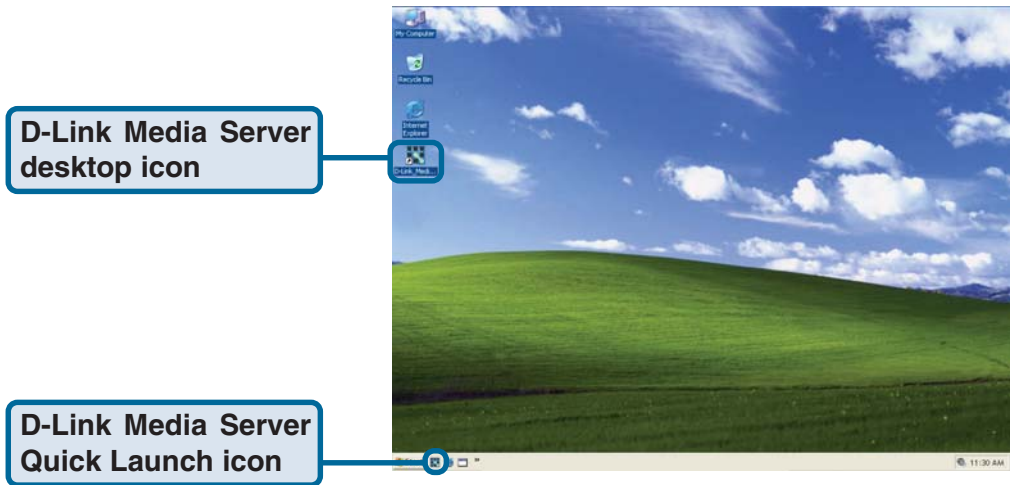 My Computer
Recycle Bin
Internet
Explorer
D-Link Media Server
desktop icon
D-Link_Medi...
D-Link Media Server
Quick Launch icon
11:30 AM